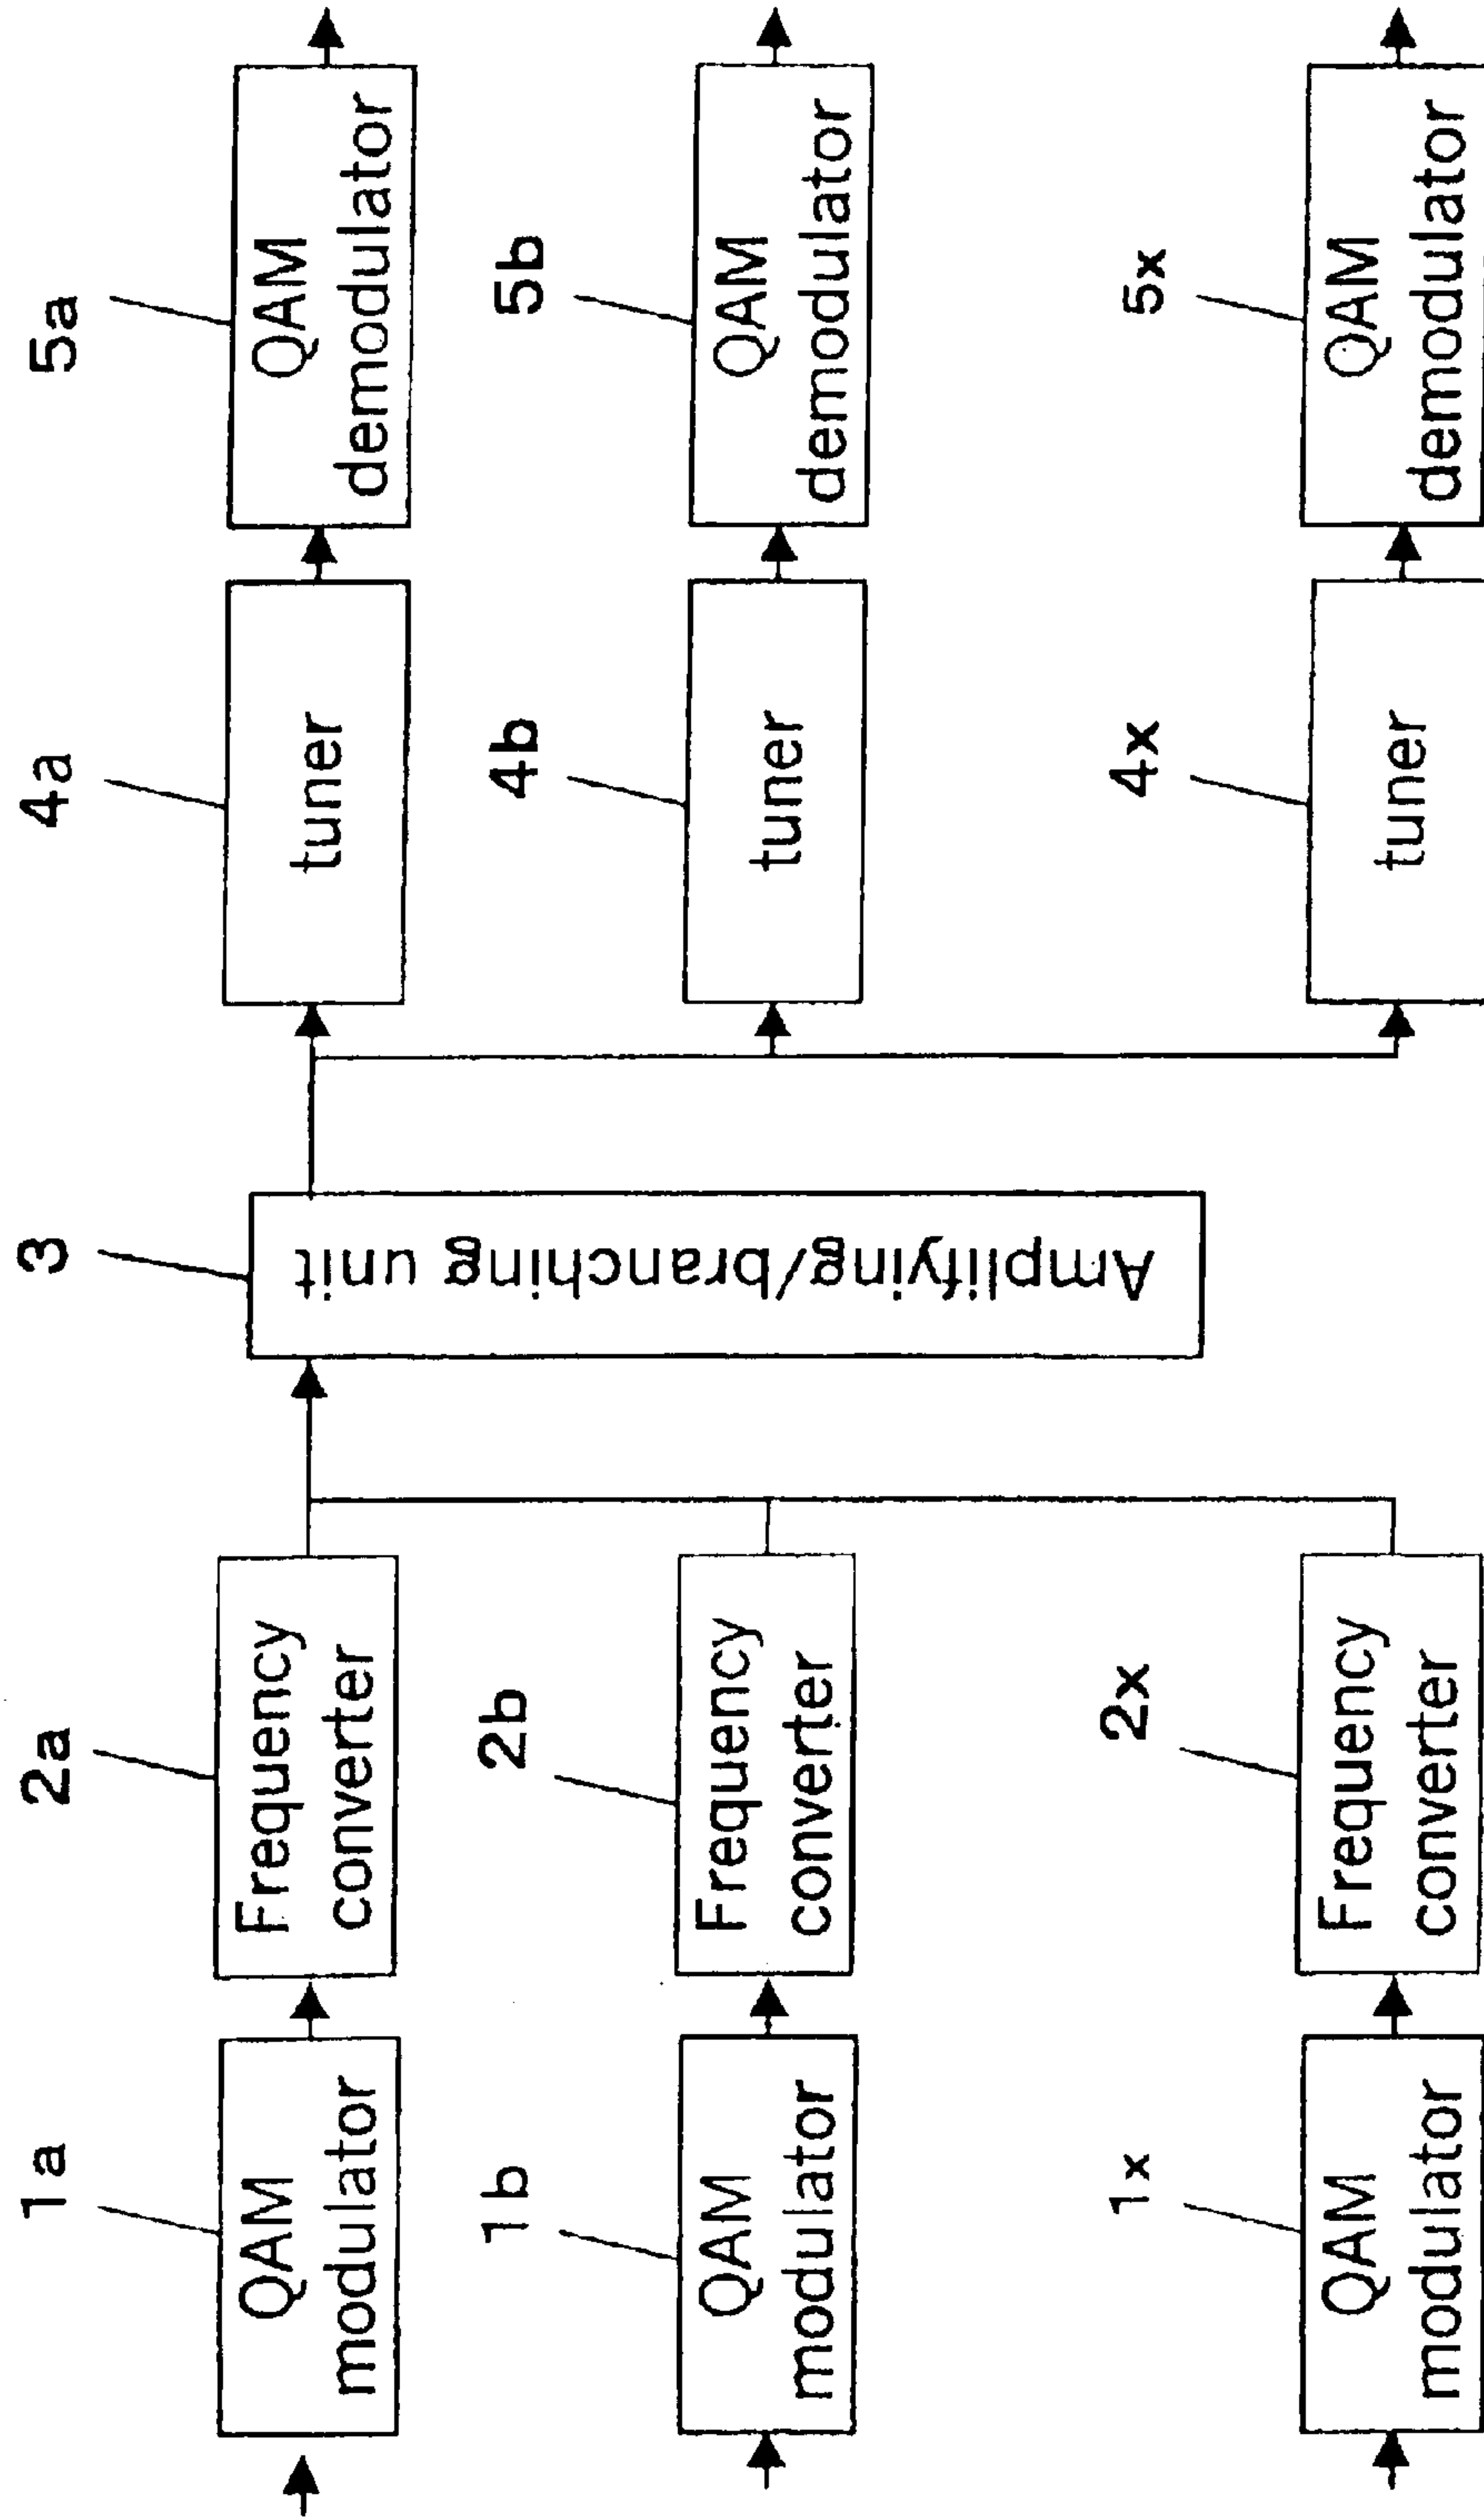 1a
QAM
modulator
2a
Frequency
converter
3
Amplifying/branching unit
4a
tuner
5a
QAM
demodulator
1b
QAM
modulator
2b
Frequency
converter
4b
tuner
5b
QAM
demodulator
1x
QAM
modulator
2x
Frequency
converter
4x
tuner
5x
QAM
demodulator